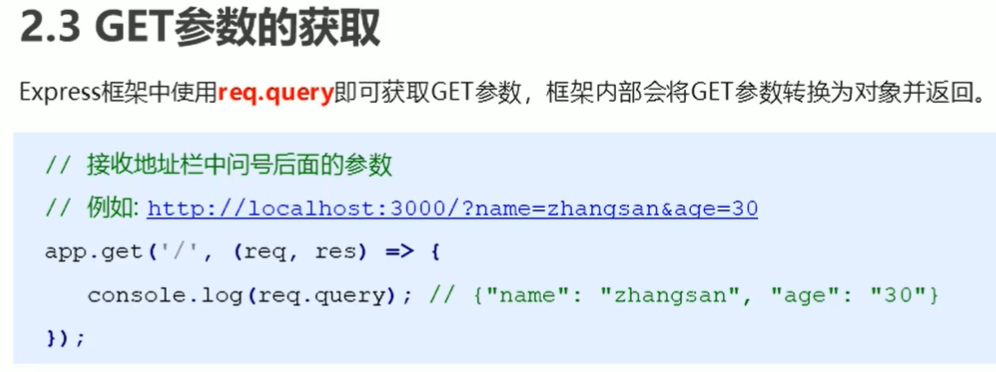 2.3 GET参数的获取
Express框架中使用req.query即可获取GET参数，框架内部会将GET参数转换为对象并返回。
// 接收地址栏中问号后面的参数
// 例如: http://localhost:3000/?name=zhangsan&age=30
app.get('/', (req, res) => {
console.log(req.query); // {"name": "zhangsan", "age": "30"}
});